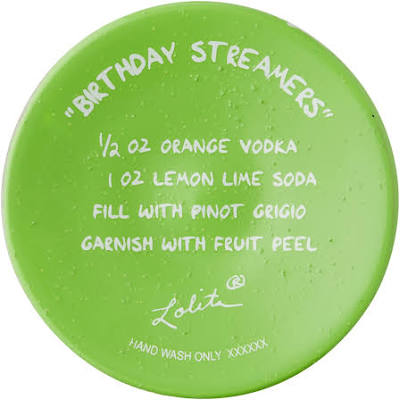 "BIRTHDAY STREAMERS"
1/2 OZ ORANGE VODKA
1 OZ LEMON LIME SODA
FILL WITH PINOT GRIGIO
GARNISH WITH FRUIT PEEL
Lolita ®
HAND WASH ONLY XXXXXX